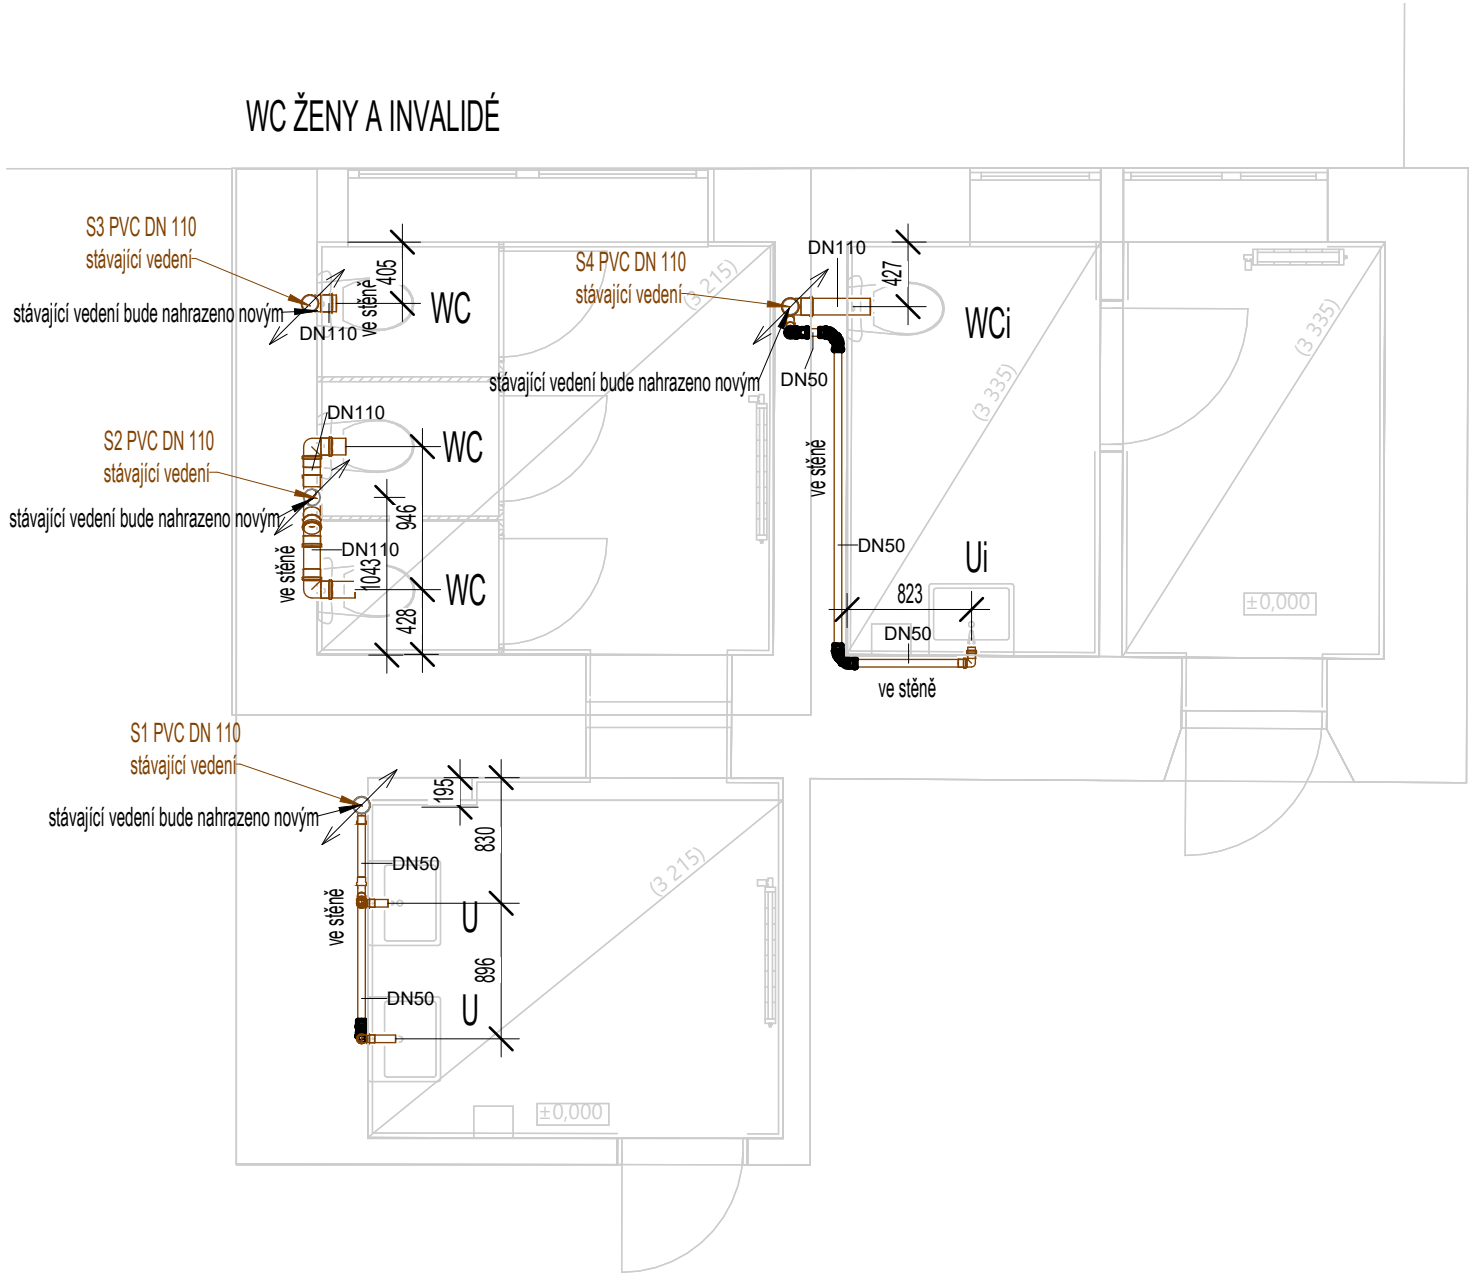 WC ŽENY A INVALIDÉ
S3 PVC DN 110
stávající vedení
stávající vedení bude nahrazeno novým
DN110
ve stěně
405
WC
(3 215)
S4 PVC DN 110
stávající vedení
DN110
427
WCi
stávající vedení bude nahrazeno novým
DN50
(3 335)
(3 335)
DN110
S2 PVC DN 110
stávající vedení
WC
stávající vedení bude nahrazeno novým
946
ve stěně
DN110
1043
ve stěně
WC
428
DN50
Ui
823
DN50
ve stěně
±0,000
S1 PVC DN 110
stávající vedení
stávající vedení bude nahrazeno novým
195
830
DN50
(3 215)
ve stěně
U
896
DN50
U
±0,000